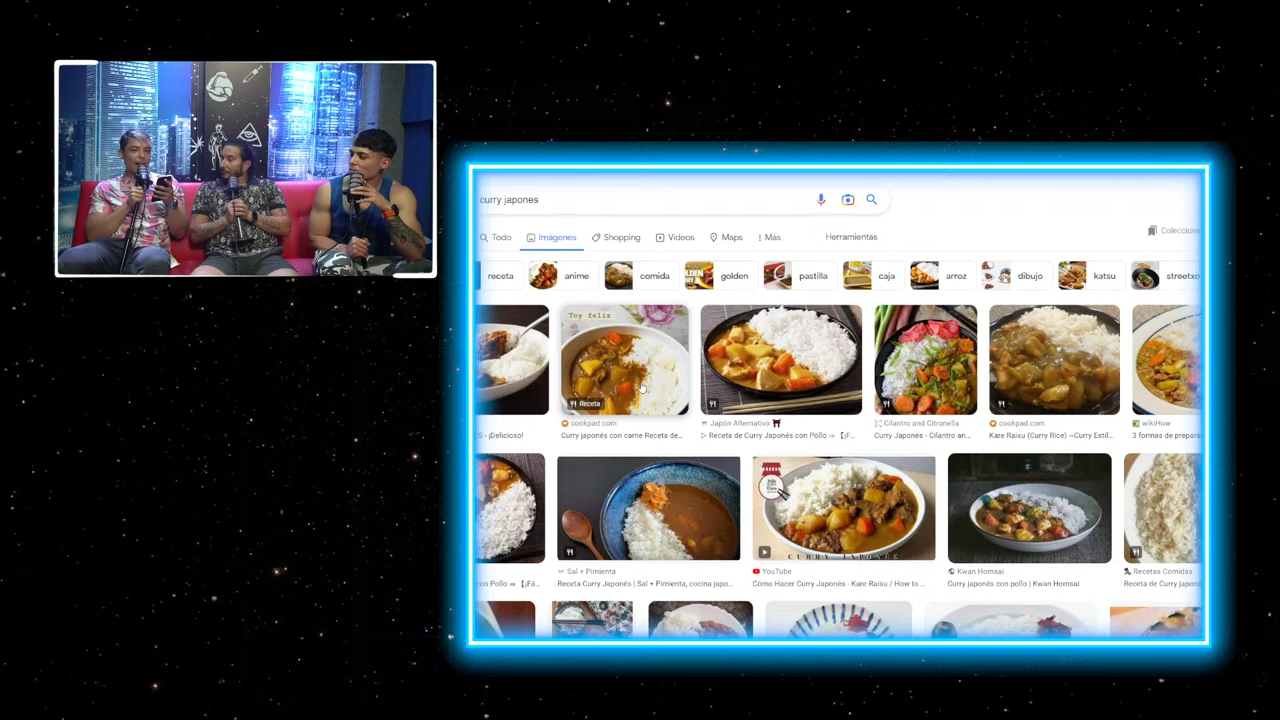 curry japones
Todo
Imágenes
Shopping
Videos
Maps
Más
Herramientas
receta
anime
comida
golden
pastilla
caja
arroz
dibujo
katsu
Toy felis
Receta
S - ¡Delicioso!
cookpad.com
Curry japonés con carne Receta de...
Japón Alternativo
▷ Receta de Curry Japonés con Pollo ⇨
Cilantro and Citronella
Curry Japonés - Cilantro an...
cookpad.com
Kare Raisu (Curry Rice) ~Curry Estil...
wikiHow
3 formas de prepara
Sal + Pimienta
Receta Curry Japonés | Sal + Pimienta, cocina japo...
CURRY JAPONÉS
YouTube
Cómo Hacer Curry Japonés - Kare Raisu / How to ...
Kwan Homsai
Curry japonés con pollo | Kwan Homsai
Recetas Comidas
Receta de Curry japoné